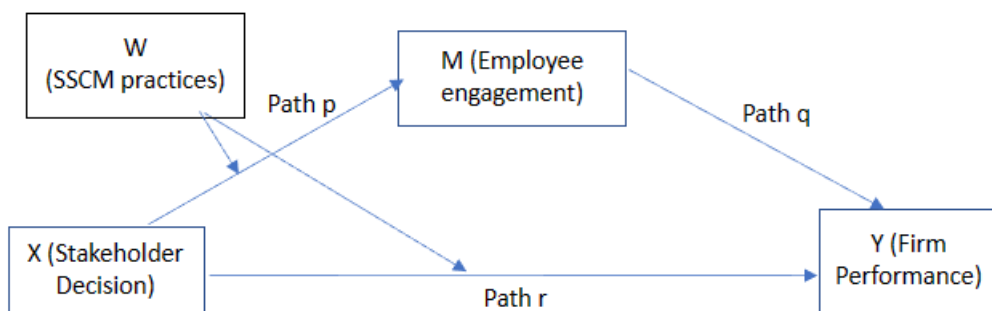 W
(SSCM practices)
M (Employee
engagement)
Path p
Path q
X (Stakeholder
Decision)
Y (Firm
Performance)
Path r